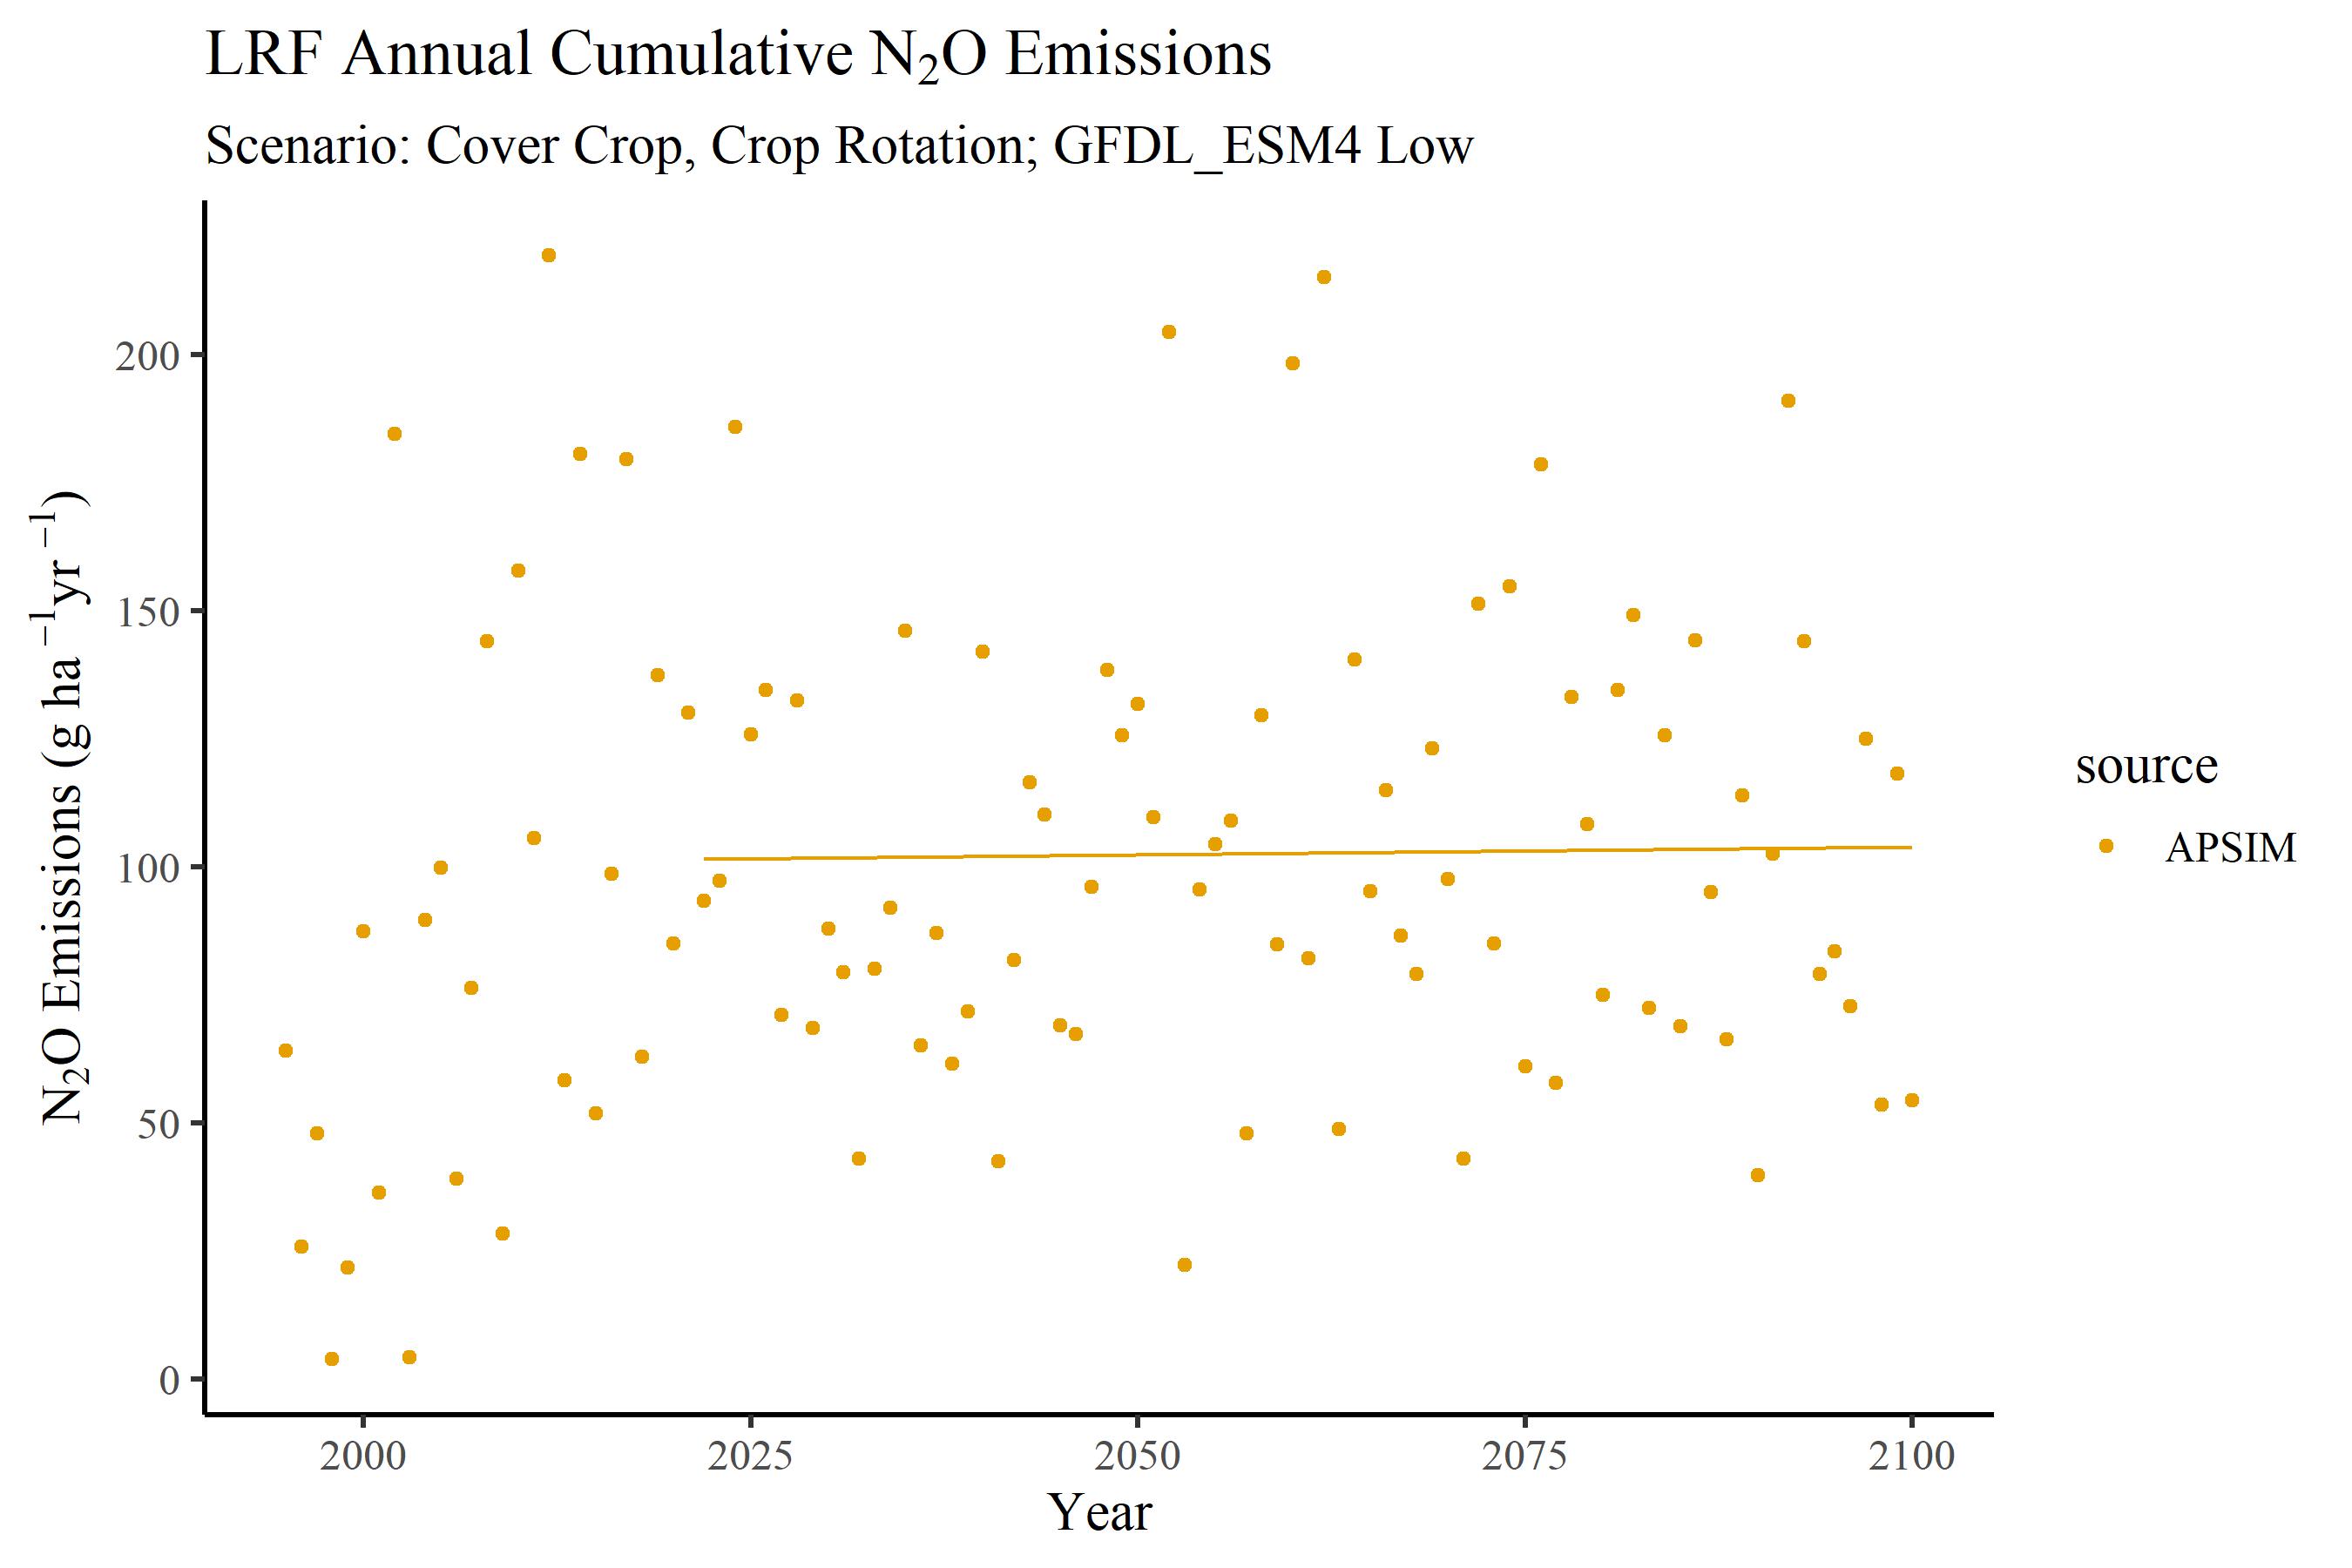 LRF Annual Cumulative N₂O Emissions
Scenario: Cover Crop, Crop Rotation; GFDL_ESM4 Low
N₂O Emissions (g ha⁻¹yr⁻¹)
200
150
100
50
0
2000 2025 2050 2075 2100
Year
source
APSIM